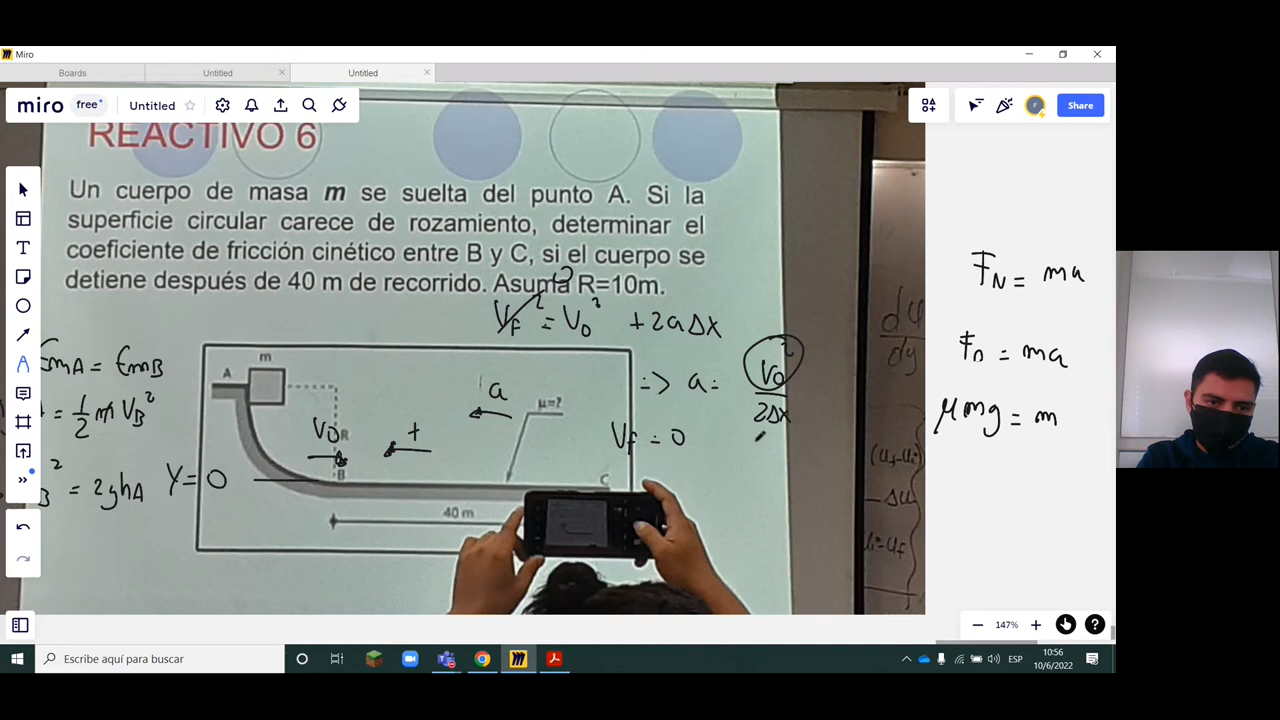 Miro
Boards
Untitled
Untitled
miro
free
Untitled
Share
REACTIVO 6
Un cuerpo de masa m se suelta del punto A. Si la
superficie circular carece de rozamiento, determinar el
coeficiente de fricción cinético entre B y C, si el cuerpo se
detiene después de 40 m de recorrido. Asuma R=10m.
Vf² = V0² + 2aΔx
EmA = EmB
= 1/2 m VB²
B² = 2ghA
Y = 0
m
A
R
B
C
V0
+
a
μ=?
40 m
=> a = V0²/2Δx
Vf = 0
FN = ma
= ma
μmg = m
147%
Escribe aquí para buscar
ESP
10:56
10/6/2022